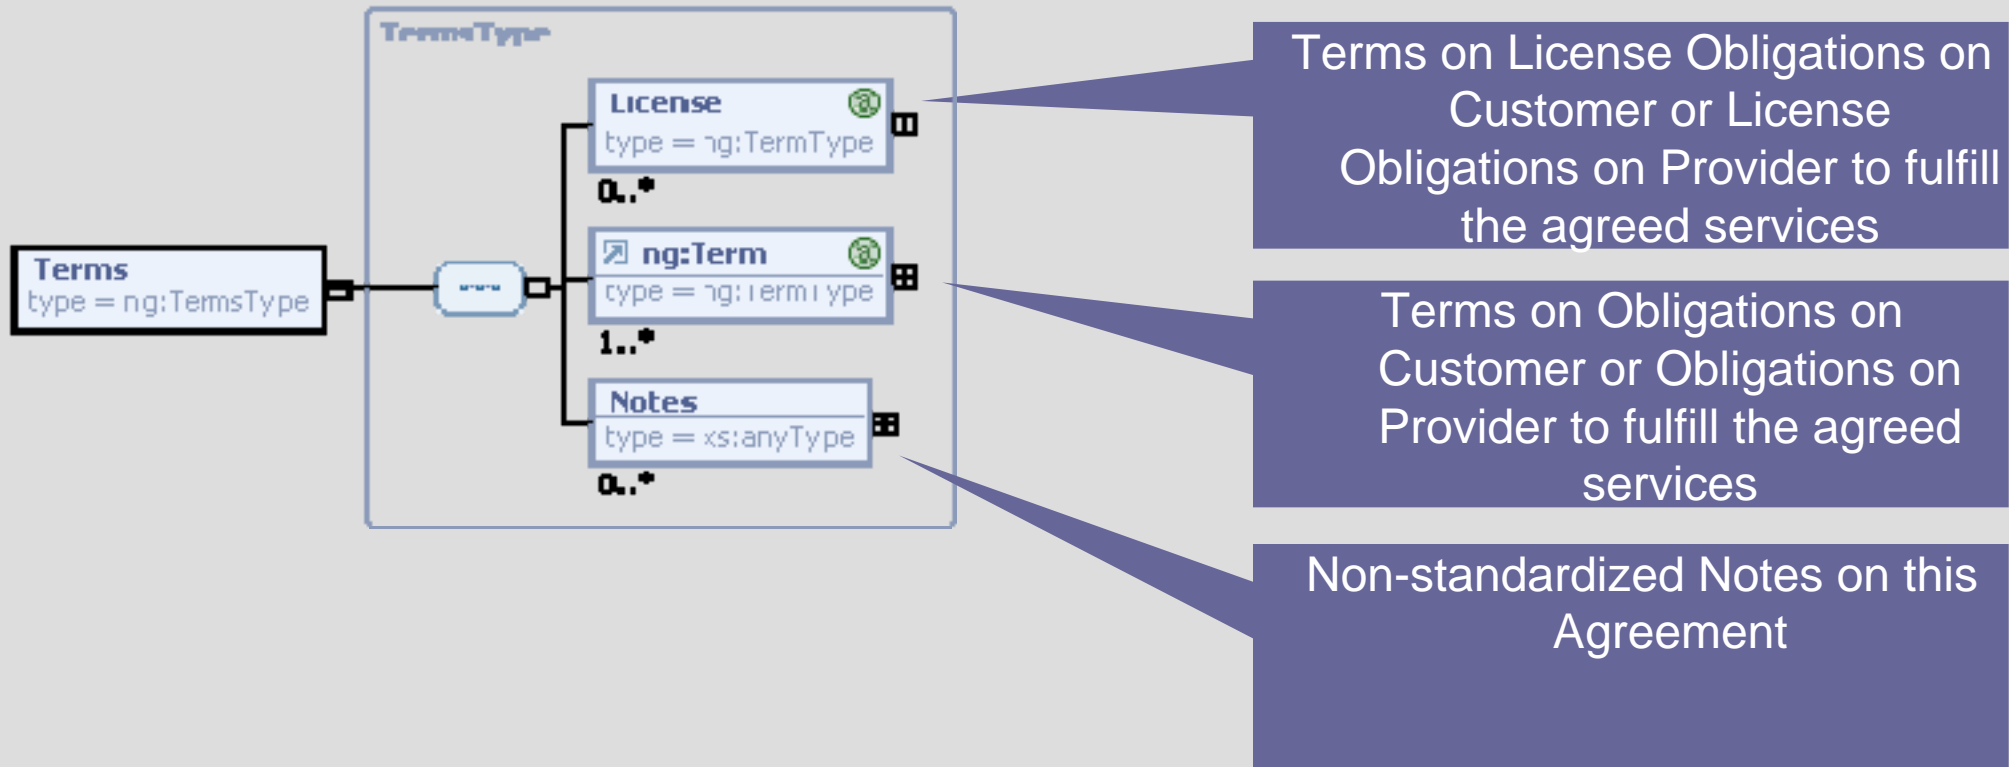 TermsType
License
type = ng:TermType
0..*
ng:Term
type = ng:TermType
1..*
Notes
type = xs:anyType
0..*
Terms
type = ng:TermsType
Terms on License Obligations on
Customer or License
Obligations on Provider to fulfill
the agreed services
Terms on Obligations on
Customer or Obligations on
Provider to fulfill the agreed
services
Non-standardized Notes on this
Agreement